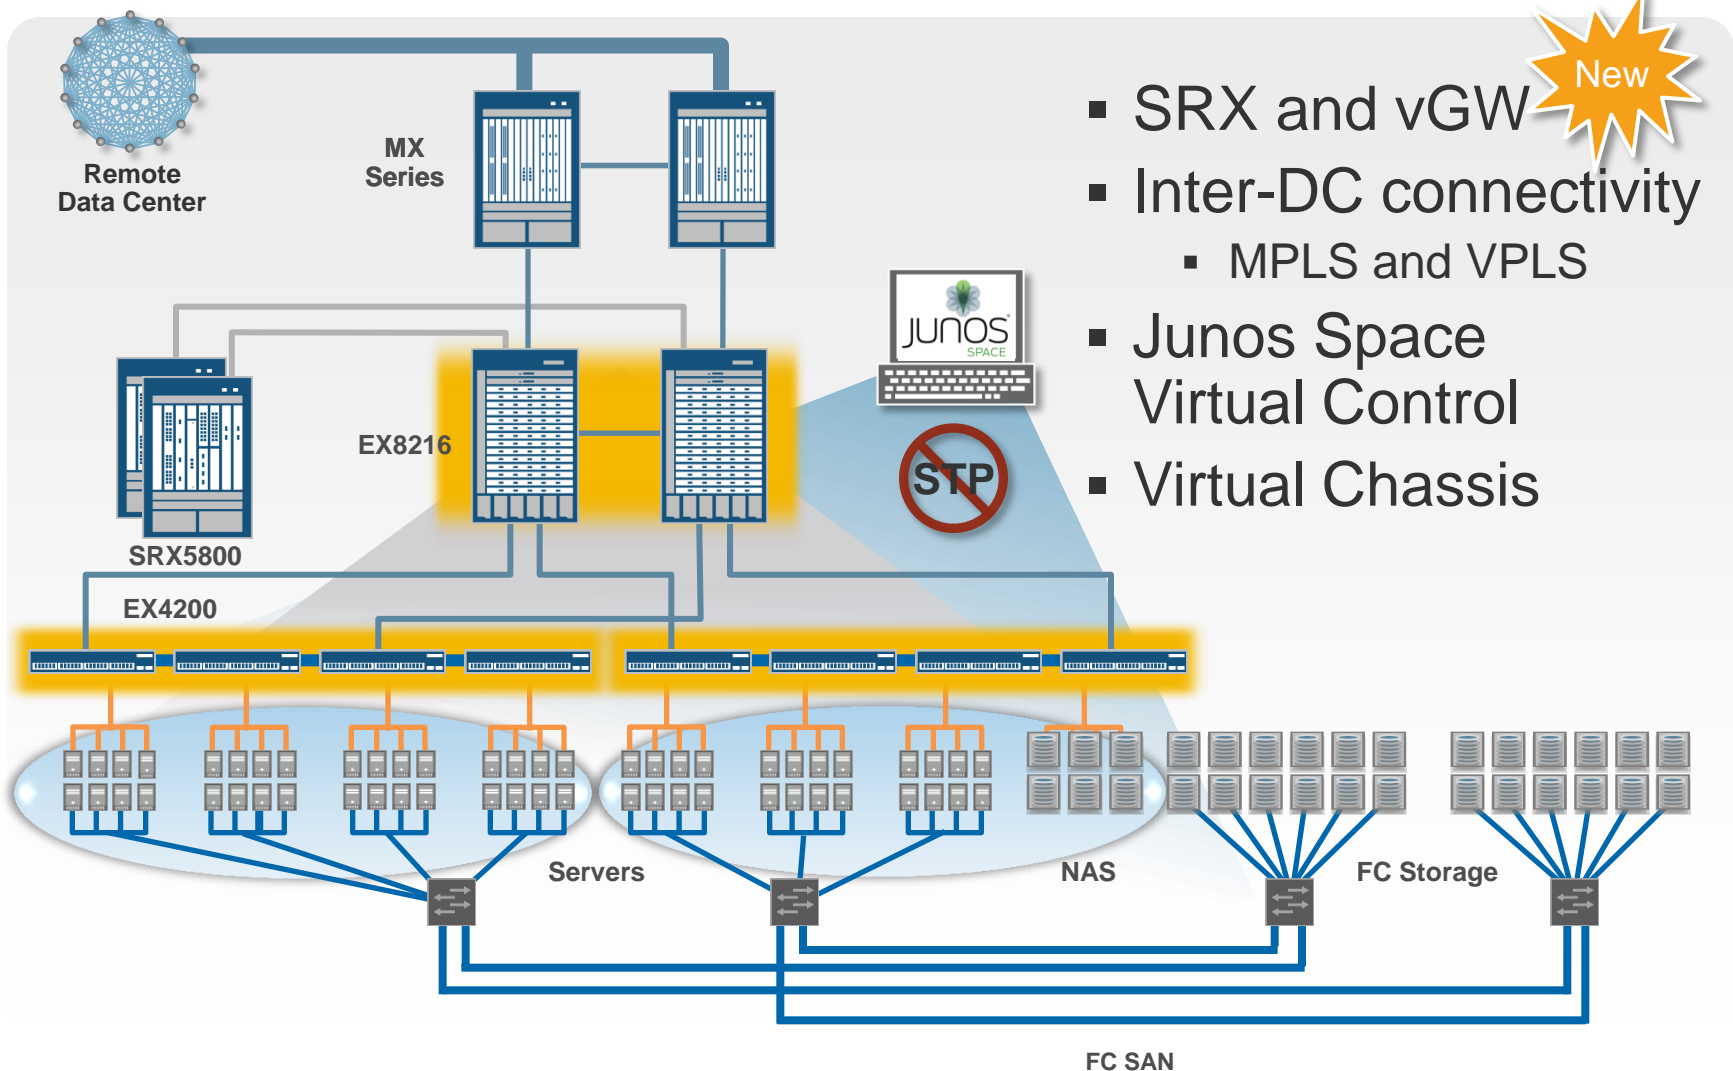 New
▪ SRX and vGW
▪ Inter-DC connectivity
▪ MPLS and VPLS
▪ Junos Space
Virtual Control
▪ Virtual Chassis
Remote
Data Center
MX
Series
JUNOS
SPACE
EX8216
STP
SRX5800
EX4200
Servers
NAS
FC Storage
FC SAN